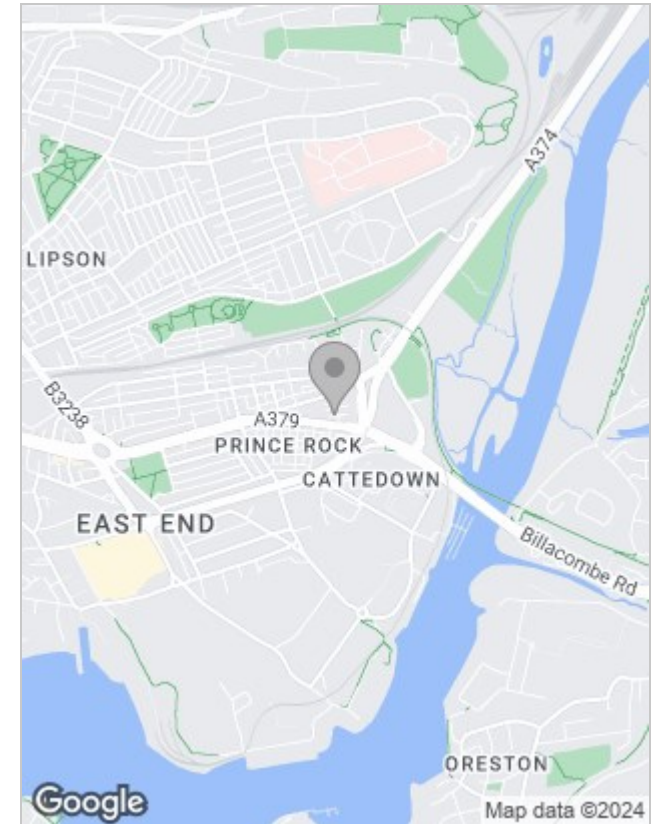 A374
LIPSON
B3238
A379
PRINCE ROCK
CATTEDOWN
EAST END
Billacombe Rd
ORESTON
Google
Map data ©2024